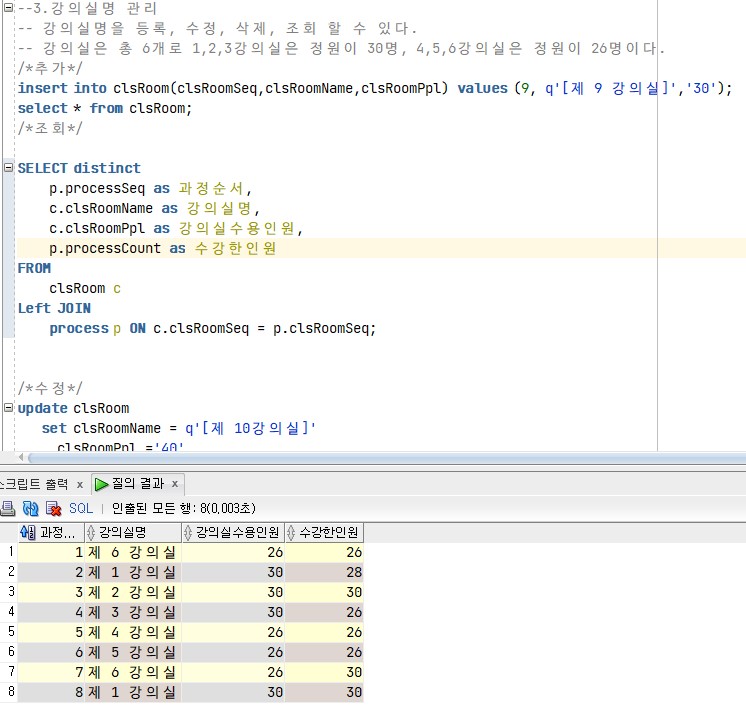 --3.강의실명 관리
-- 강의실명을 등록, 수정, 삭제, 조회 할 수 있다.
-- 강의실은 총 6개로 1,2,3강의실은 정원이 30명, 4,5,6강의실은 정원이 26명이다.
/*추가*/
insert into clsRoom(clsRoomSeq,clsRoomName,clsRoomPpl) values (9, q'[제 9 강의실]','30');
select * from clsRoom;
/*조회*/
SELECT distinct
p.processSeq as 과정순서,
c.clsRoomName as 강의실명,
c.clsRoomPpl as 강의실수용인원,
p.processCount as 수강한인원
FROM
clsRoom c
Left JOIN
process p ON c.clsRoomSeq = p.clsRoomSeq;
/*수정*/
update clsRoom
set clsRoomName = q'[제 10강의실]'
clsRoomPpl ='40'
스크립트 출력 x 질의 결과 x
SQL | 인출된 모든 행: 8(0,003초)
과정... 강의실명 강의실수용인원 수강한인원
1 1 제 6 강의실 26 26
2 2 제 1 강의실 30 28
3 3 제 2 강의실 30 30
4 4 제 3 강의실 30 26
5 5 제 4 강의실 26 26
6 6 제 5 강의실 26 26
7 7 제 6 강의실 26 30
8 8 제 1 강의실 30 30